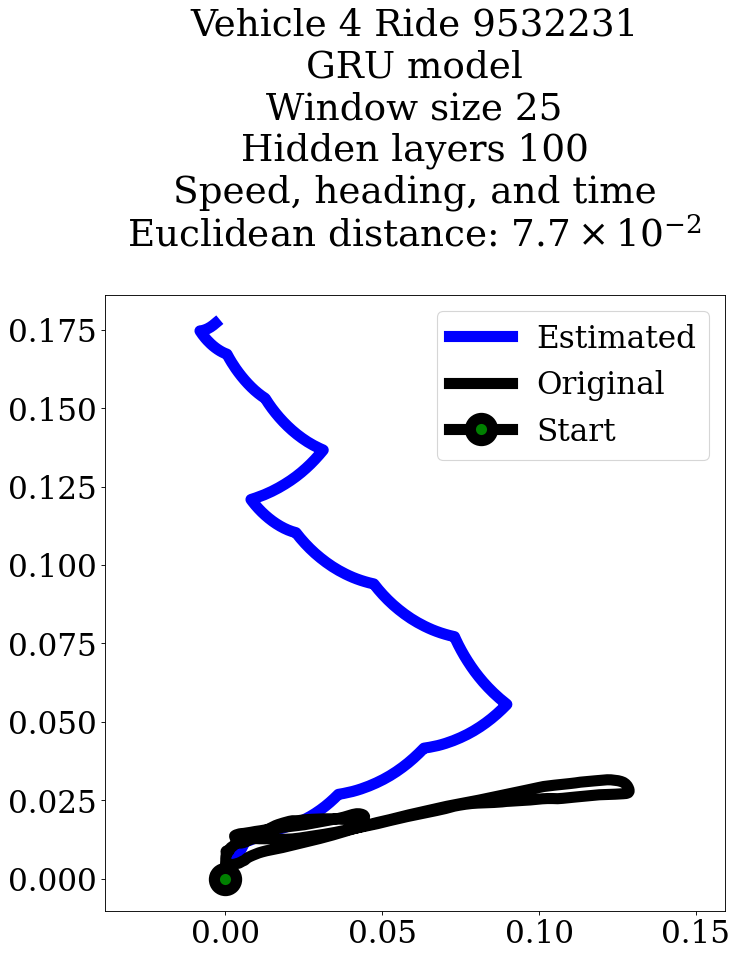 Vehicle 4 Ride 9532231
GRU model
Window size 25
Hidden layers 100
Speed, heading, and time
Euclidean distance: 7.7 × 10⁻²
Estimated
Original
Start
0.175
0.150
0.125
0.100
0.075
0.050
0.025
0.000
0.00 0.05 0.10 0.15